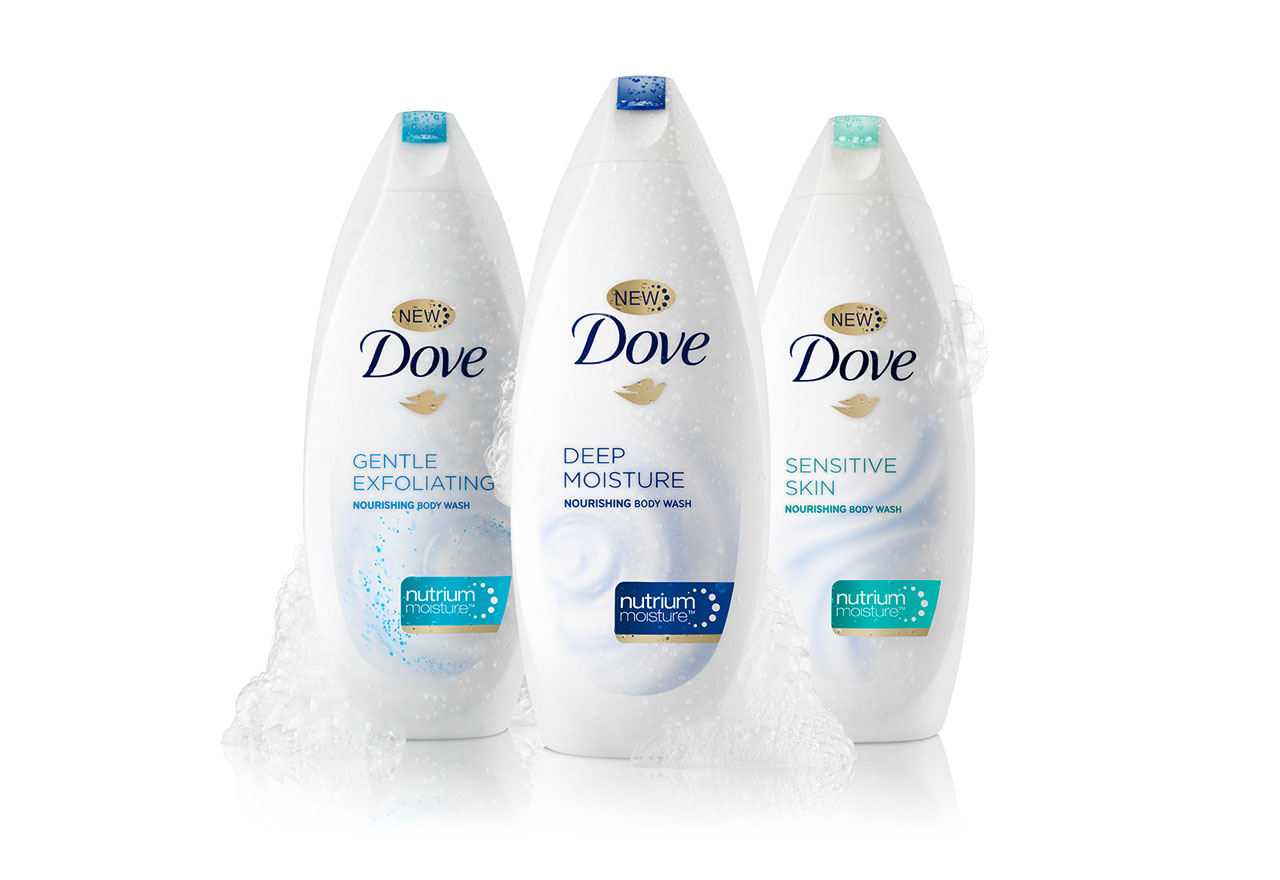 NEW
Dove
GENTLE
EXFOLIATING
NOURISHING BODY WASH
nutrium
moisture™
NEW
Dove
DEEP
MOISTURE
NOURISHING BODY WASH
nutrium
moisture™
NEW
Dove
SENSITIVE
SKIN
NOURISHING BODY WASH
nutrium
moisture™